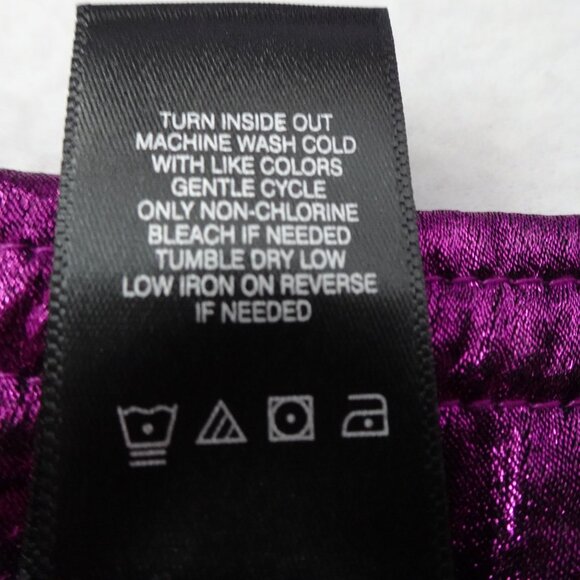 TURN INSIDE OUT
MACHINE WASH COLD
WITH LIKE COLORS
GENTLE CYCLE
ONLY NON-CHLORINE
BLEACH IF NEEDED
TUMBLE DRY LOW
LOW IRON ON REVERSE
IF NEEDED